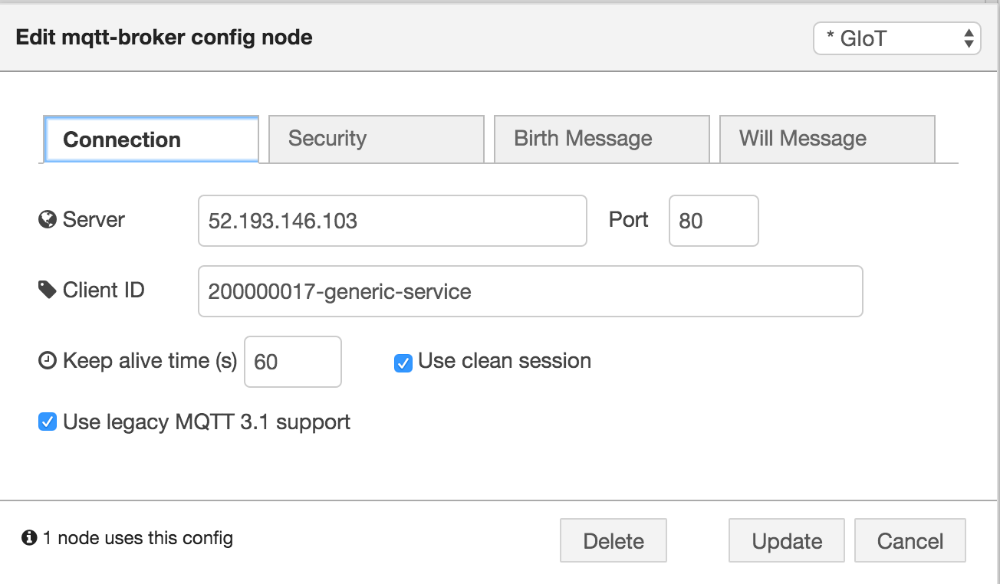 Edit mqtt-broker config node * GIoT
Connection Security Birth Message Will Message
Server 52.193.146.103 Port 80
Client ID 200000017-generic-service
Keep alive time (s) 60 Use clean session
Use legacy MQTT 3.1 support
1 node uses this config Delete Update Cancel